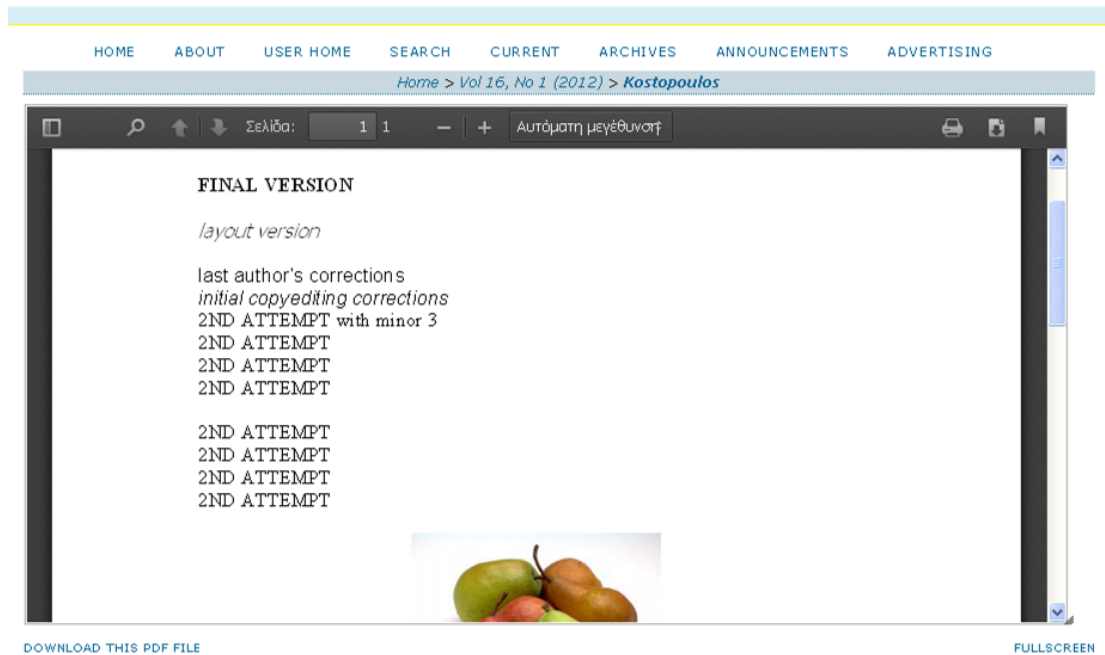 HOME ABOUT USER HOME SEARCH CURRENT ARCHIVES ANNOUNCEMENTS ADVERTISING
Home > Vol 16, No 1 (2012) > Kostopoulos
Σελίδα: 1 1 Αυτόματη μεγέθυνση
FINAL VERSION
layout version
last author's corrections
initial copyediting corrections
2ND ATTEMPT with minor 3
2ND ATTEMPT
2ND ATTEMPT
2ND ATTEMPT
2ND ATTEMPT
2ND ATTEMPT
2ND ATTEMPT
2ND ATTEMPT
DOWNLOAD THIS PDF FILE FULLSCREEN